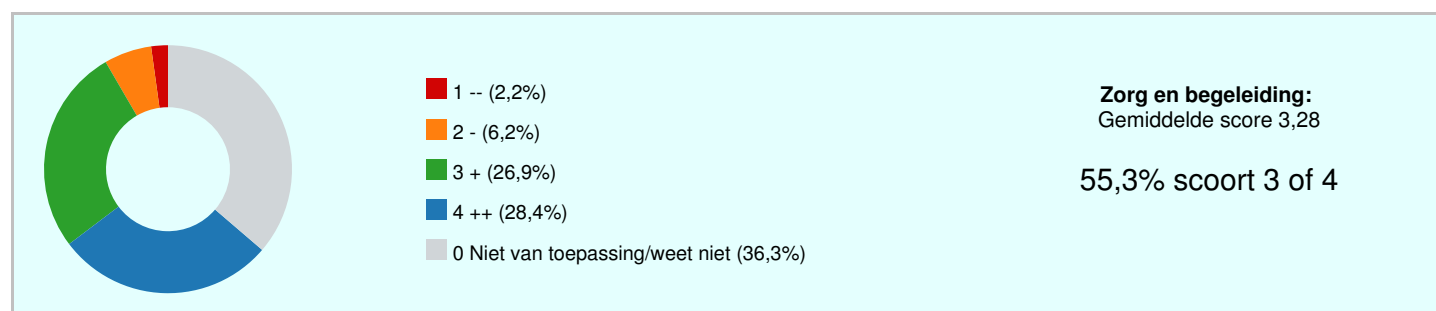 1 -- (2,2%)
2 - (6,2%)
3 + (26,9%)
4 ++ (28,4%)
0 Niet van toepassing/weet niet (36,3%)
Zorg en begeleiding:
Gemiddelde score 3,28
55,3% scoort 3 of 4